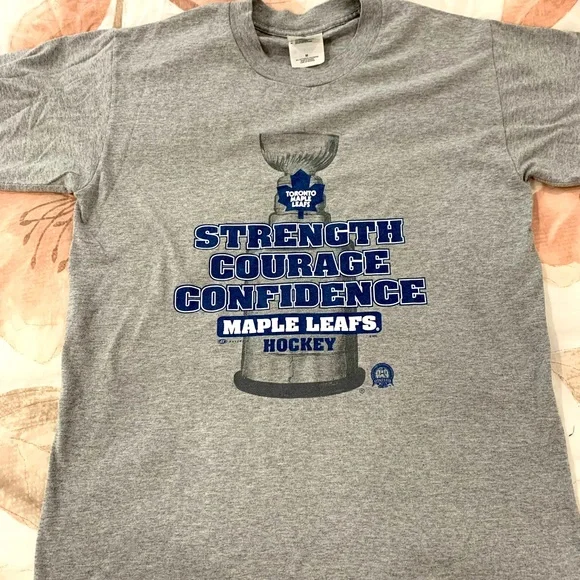 M
TORONTO
MAPLE
LEAFS
STRENGTH
COURAGE
CONFIDENCE
MAPLE LEAFS
HOCKEY